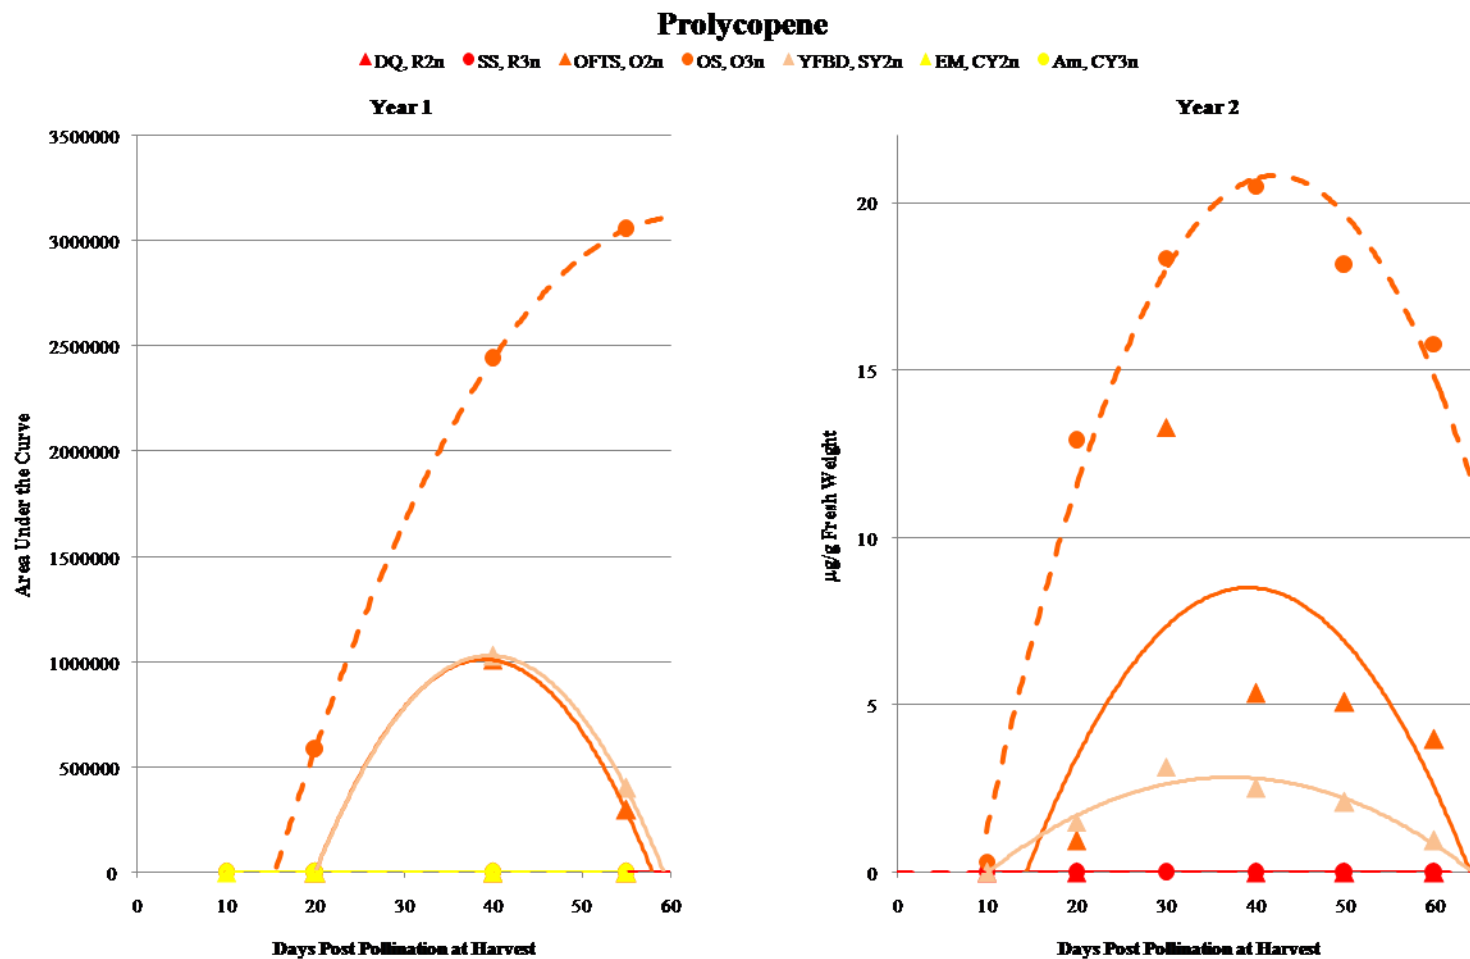 Prolycopene
DQ, R2n SS, R3n OFTS, O2n OS, O3n YFBD, SY2n EM, CY2n Am, CY3n
Year 1
3500000
3000000
2500000
2000000
1500000
1000000
500000
0
Area Under the Curve
0 10 20 30 40 50 60
Days Post Pollination at Harvest
Year 2
20
15
10
5
0
µg/g Fresh Weight
0 10 20 30 40 50 60
Days Post Pollination at Harvest